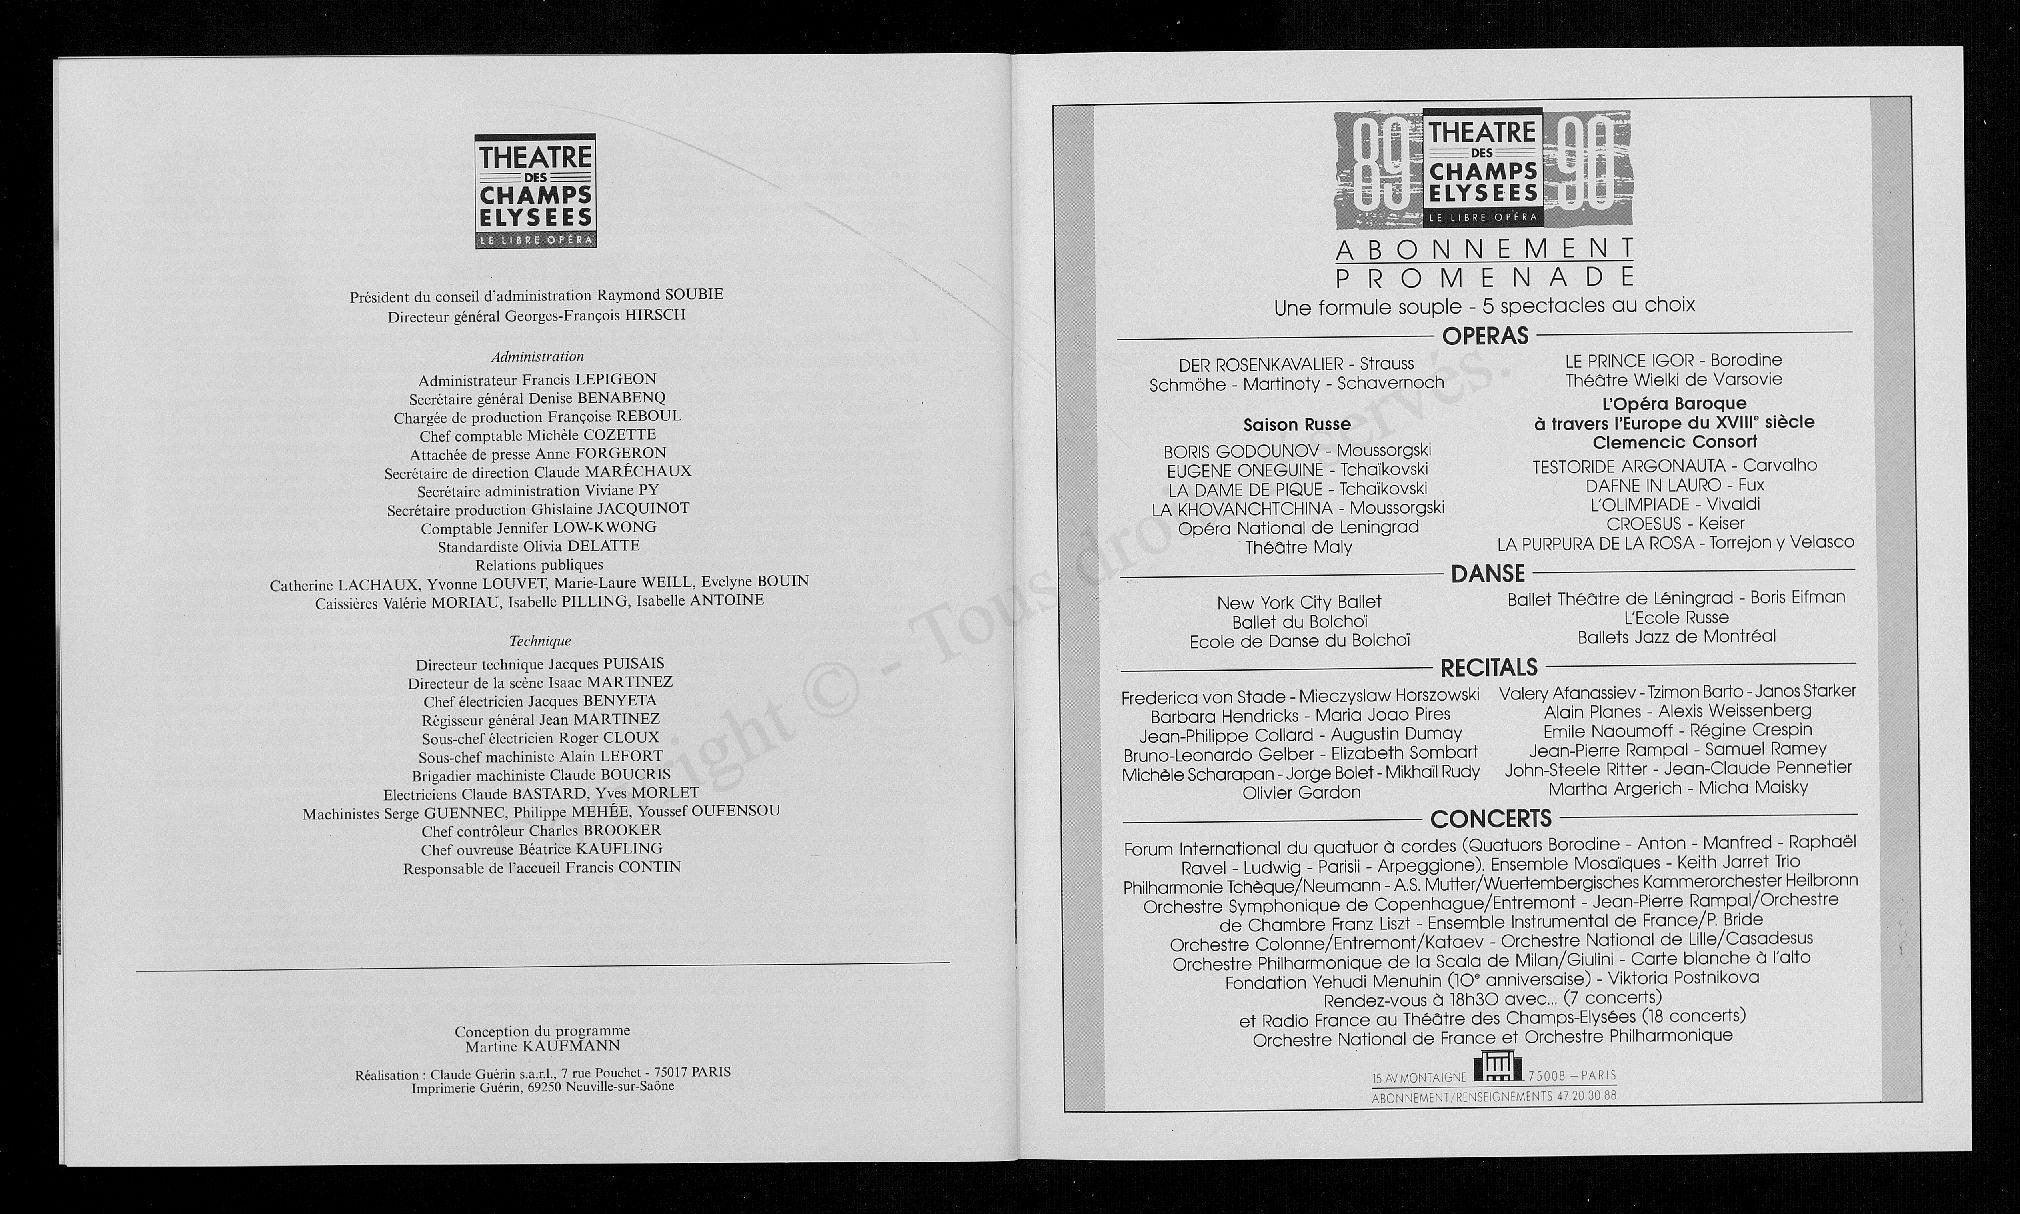 THEATRE
DES
CHAMPS
ELYSEES
LE LIBRE OPÉRA
Président du conseil d'administration Raymond SOUBIE
Directeur général Georges-François HIRSCH
Administration
Administrateur Francis LEPIGEON
Secrétaire général Denise BENABENQ
Chargée de production Françoise REBOUL
Chef comptable Michèle COZETTE
Attachée de presse Anne FORGERON
Secrétaire de direction Claude MARÉCHAUX
Secrétaire administration Viviane PY
Secrétaire production Ghislaine JACQUINOT
Comptable Jennifer LOW-KWONG
Standardiste Olivia DELATTE
Relations publiques
Catherine LACHAUX, Yvonne LOUVET, Marie-Laure WEILL, Evelyne BOUIN
Caissières Valérie MORIAU, Isabelle PILLING, Isabelle ANTOINE
Technique
Directeur technique Jacques PUISAIS
Directeur de la scène Isaac MARTINEZ
Chef électricien Jacques BENYETA
Régisseur général Jean MARTINEZ
Sous-chef électricien Roger CLOUX
Sous-chef machiniste Alain LEFORT
Brigadier machiniste Claude BOUCRIS
Electriciens Claude BASTARD, Yves MORLET
Machinistes Serge GUENNEC, Philippe MEHÉE, Youssef OUFENSOU
Chef contrôleur Charles BROOKER
Chef ouvreuse Béatrice KAUFLING
Responsable de l'accueil Francis CONTIN
Conception du programme
Martine KAUFMANN
Réalisation : Claude Guérin s.a.r.l., 7 rue Pouchet - 75017 PARIS
Imprimerie Guérin, 69250 Neuville-sur-Saône
89 THEATRE 90
DES
CHAMPS
ELYSEES
LE LIBRE OPÉRA
ABONNEMENT
PROMENADE
Une formule souple - 5 spectacles au choix
OPERAS
DER ROSENKAVALIER - Strauss
Schmöhe - Martinoty - Schavernoch
Saison Russe
BORIS GODOUNOV - Moussorgski
EUGENE ONEGUINE - Tchaïkovski
LA DAME DE PIQUE - Tchaïkovski
LA KHOVANCHTCHINA - Moussorgski
Opéra National de Leningrad
Théâtre Maly
LE PRINCE IGOR - Borodine
Théâtre Wielki de Varsovie
L'Opéra Baroque
à travers l'Europe du XVIIIe siècle
Clemencic Consort
TESTORIDE ARGONAUTA - Carvalho
DAFNE IN LAURO - Fux
L'OLIMPIADE - Vivaldi
CROESUS - Keiser
LA PURPURA DE LA ROSA - Torrejon y Velasco
DANSE
New York City Ballet
Ballet du Bolchoï
Ecole de Danse du Bolchoï
Ballet Théâtre de Léningrad - Boris Eifman
L'Ecole Russe
Ballets Jazz de Montréal
RECITALS
Frederica von Stade - Mieczyslaw Horszowski
Barbara Hendricks - Maria Joao Pires
Jean-Philippe Collard - Augustin Dumay
Bruno-Leonardo Gelber - Elizabeth Sombart
Michèle Scharapan - Jorge Bolet - Mikhaïl Rudy
Olivier Gardon
Valery Afanassiev - Tzimon Barto - Janos Starker
Alain Planes - Alexis Weissenberg
Emile Naoumoff - Régine Crespin
Jean-Pierre Rampal - Samuel Ramey
John-Steele Ritter - Jean-Claude Pennetier
Martha Argerich - Micha Maisky
CONCERTS
Forum International du quatuor à cordes (Quatuors Borodine - Anton - Manfred - Raphaël
Ravel - Ludwig - Parisii - Arpeggione). Ensemble Mosaïques - Keith Jarret Trio
Philharmonie Tchèque/Neumann - A.S. Mutter/Wuertembergisches Kammerorchester Heilbronn
Orchestre Symphonique de Copenhague/Entremont - Jean-Pierre Rampal/Orchestre
de Chambre Franz Liszt - Ensemble Instrumental de France/P. Bride
Orchestre Colonne/Entremont/Kataev - Orchestre National de Lille/Casadesus
Orchestre Philharmonique de la Scala de Milan/Giulini - Carte blanche à l'alto
Fondation Yehudi Menuhin (10e anniversaise) - Viktoria Postnikova
Rendez-vous à 18h30 avec... (7 concerts)
et Radio France au Théâtre des Champs-Elysées (18 concerts)
Orchestre National de France et Orchestre Philharmonique
15 AV MONTAIGNE 75008 – PARIS
ABONNEMENT/RENSEIGNEMENTS 47 20 30 88